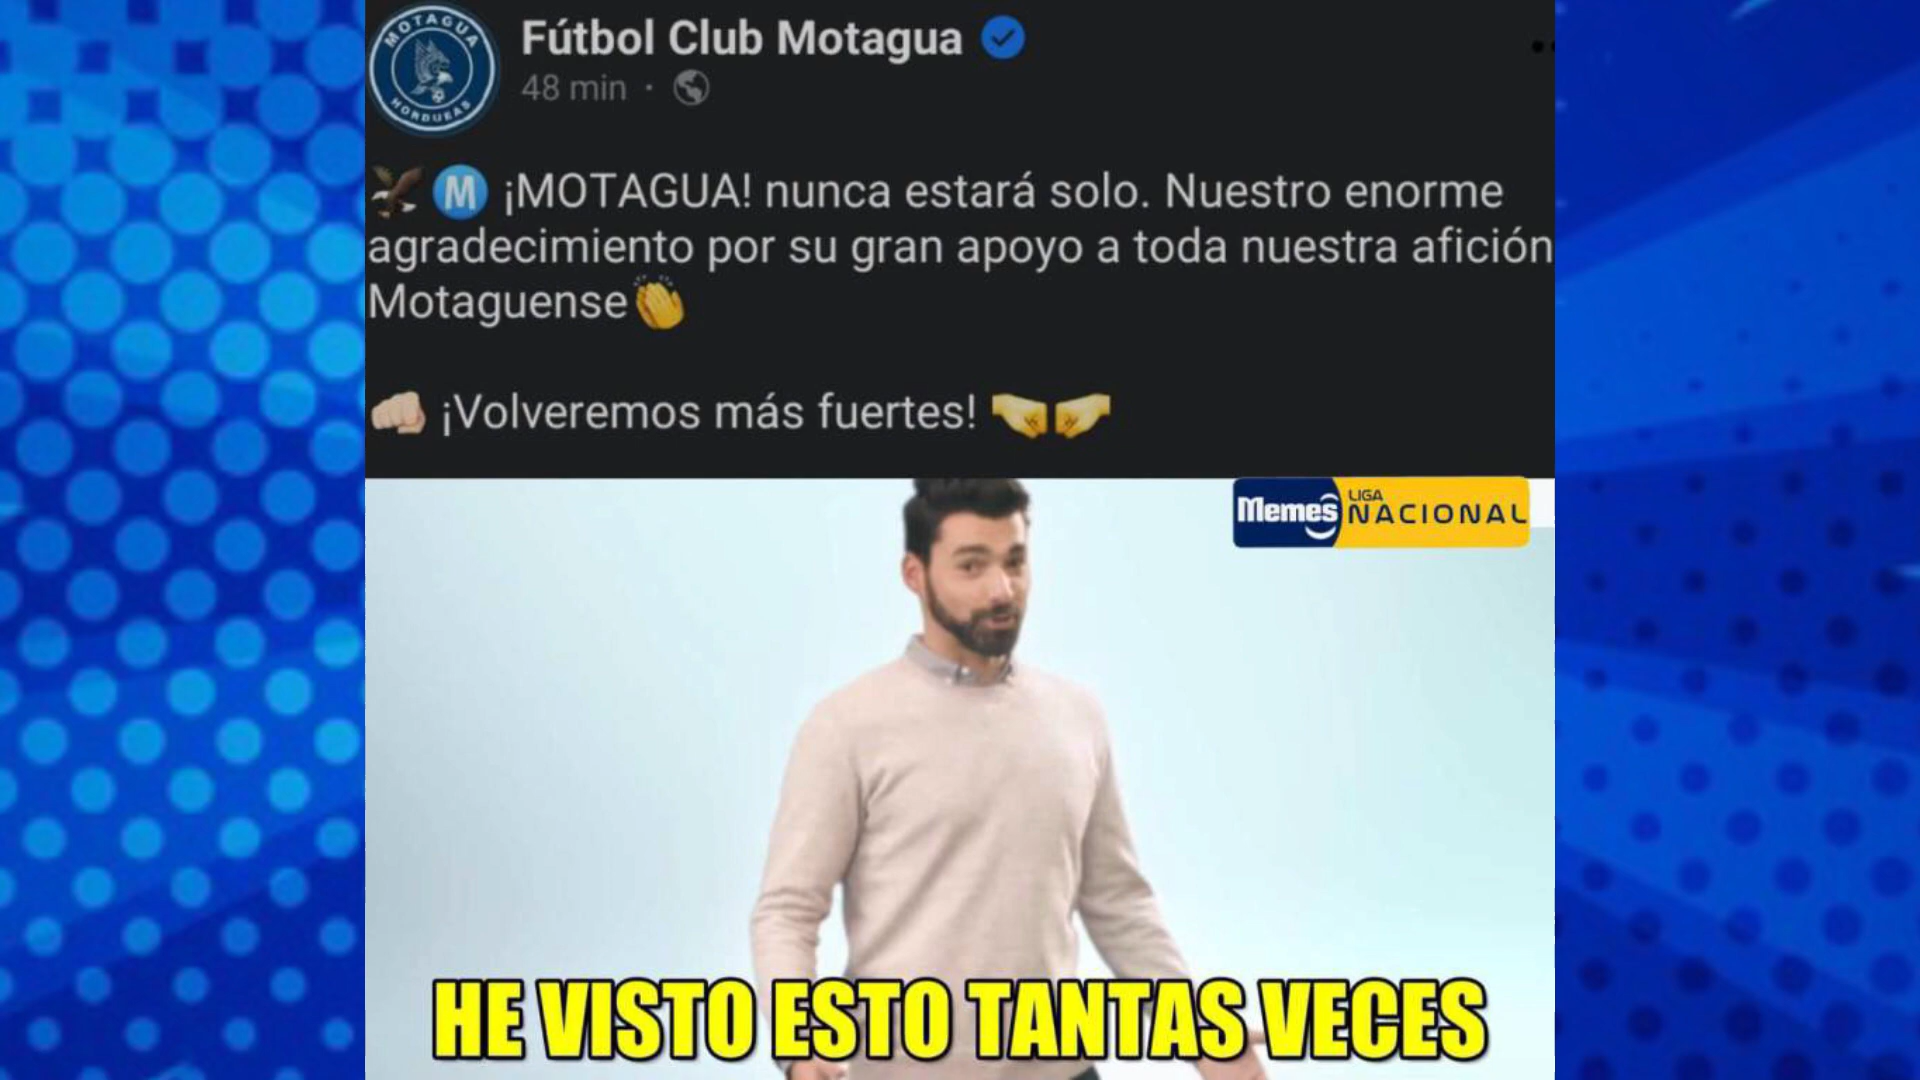 MOTAGUA
HONDURAS
Fútbol Club Motagua
48 min ·
M ¡MOTAGUA! nunca estará solo. Nuestro enorme
agradecimiento por su gran apoyo a toda nuestra afición
Motaguense
¡Volveremos más fuertes!
Memes LIGA
NACIONAL
HE VISTO ESTO TANTAS VECES